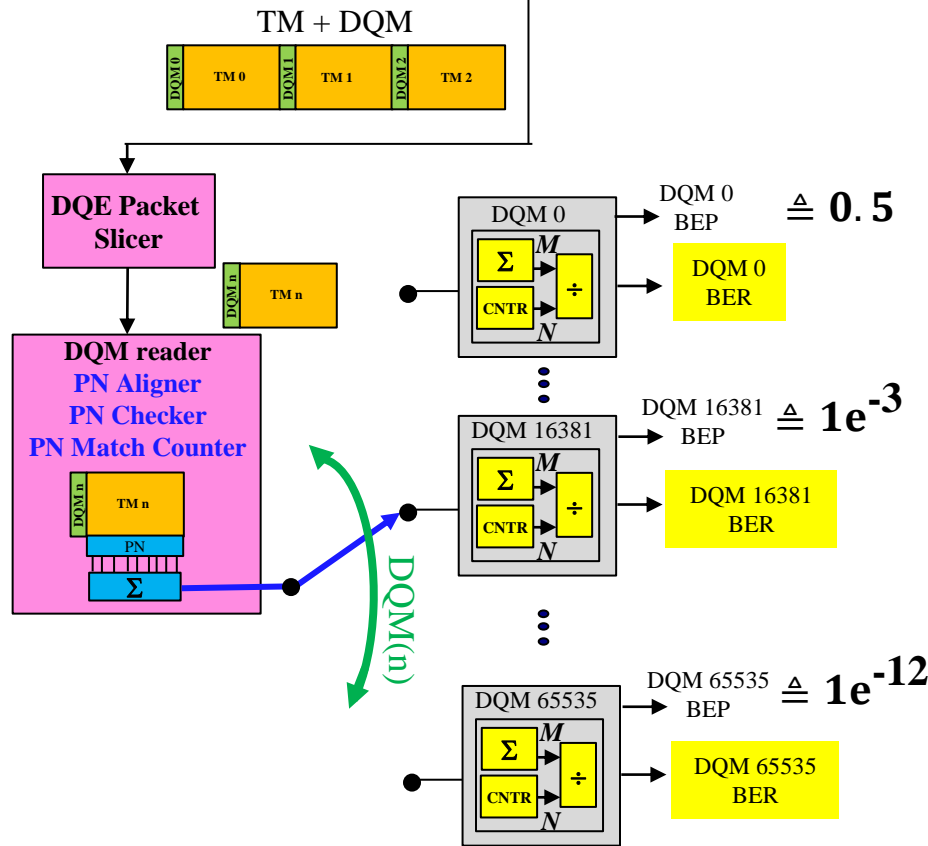 TM + DQM
DQM 0
TM 0
DQM 1
TM 1
DQM 2
TM 2
DQE Packet
Slicer
DQM n
TM n
DQM reader
PN Aligner
PN Checker
PN Match Counter
DQM n
TM n
PN
Σ
DQM(n)
DQM 0
Σ
M
CNTR
N
÷
DQM 0
BEP
≜ 0.5
DQM 0
BER
DQM 16381
Σ
M
CNTR
N
÷
DQM 16381
BEP
≜ 1e⁻³
DQM 16381
BER
DQM 65535
Σ
M
CNTR
N
÷
DQM 65535
BEP
≜ 1e⁻¹²
DQM 65535
BER